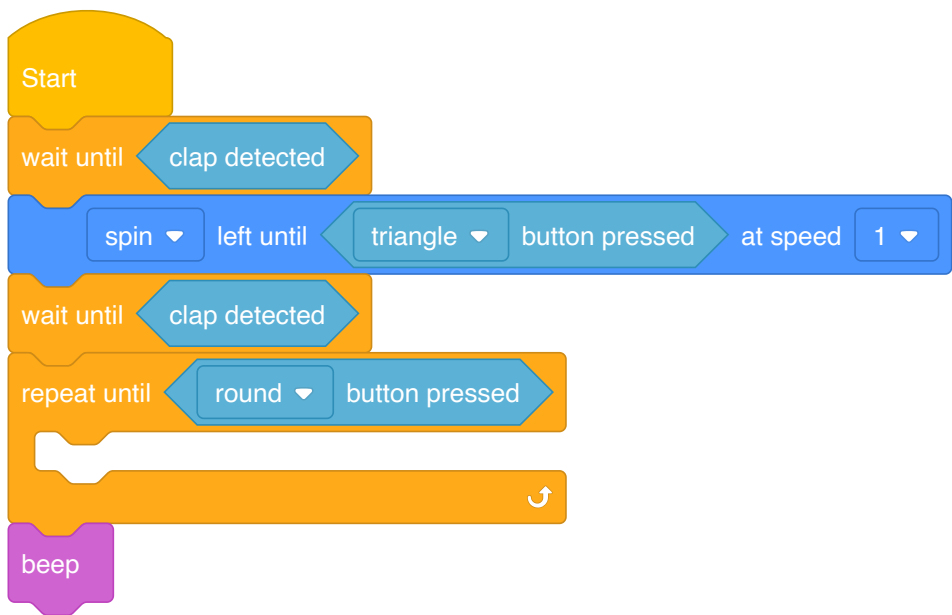 Start
wait until clap detected
spin left until triangle button pressed at speed 1
wait until clap detected
repeat until round button pressed
beep